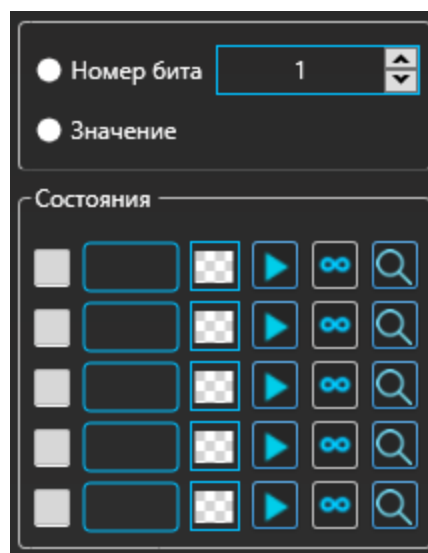 Номер бита 1
Значение
Состояния